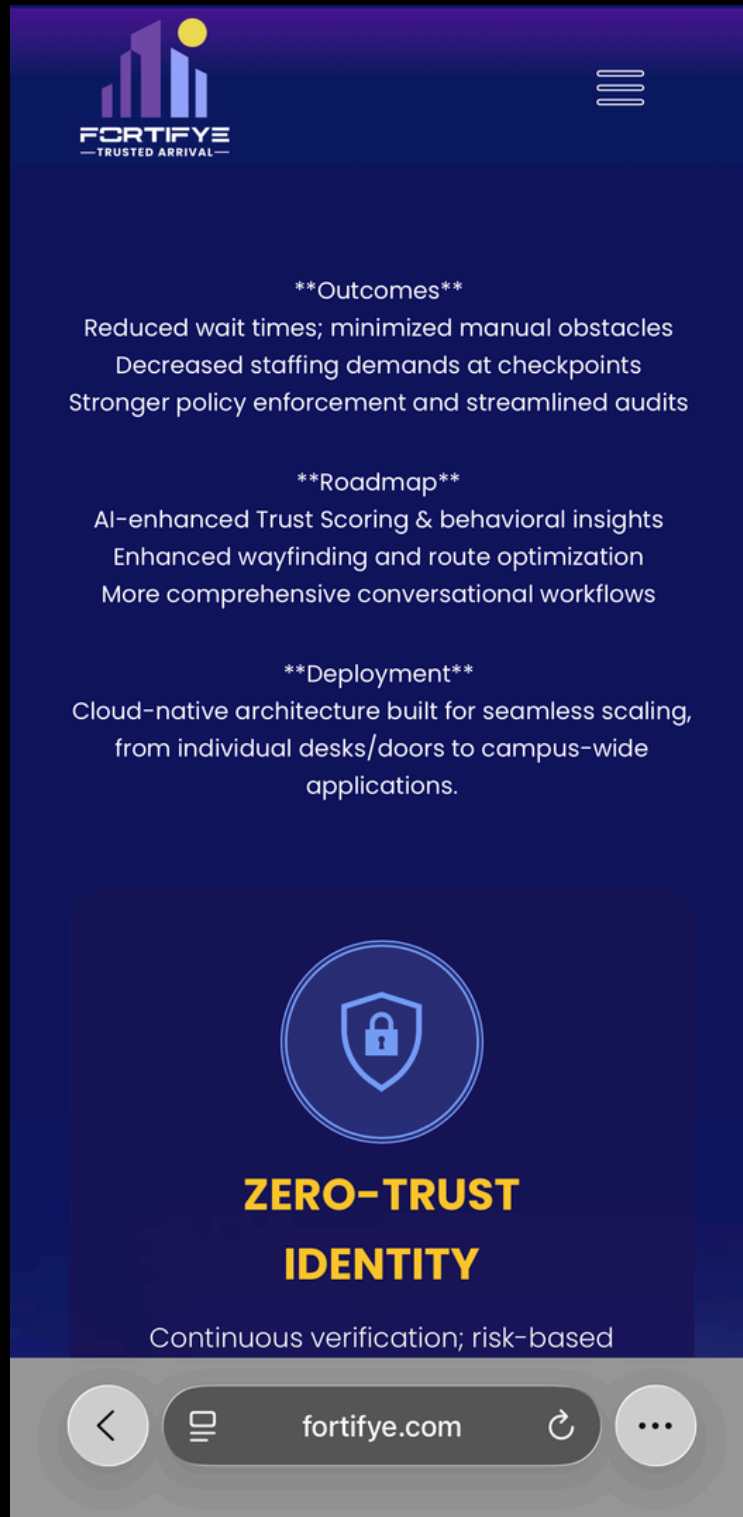 FORTIFYE
TRUSTED ARRIVAL
**Outcomes**
Reduced wait times; minimized manual obstacles
Decreased staffing demands at checkpoints
Stronger policy enforcement and streamlined audits
**Roadmap**
AI-enhanced Trust Scoring & behavioral insights
Enhanced wayfinding and route optimization
More comprehensive conversational workflows
**Deployment**
Cloud-native architecture built for seamless scaling,
from individual desks/doors to campus-wide
applications.
ZERO-TRUST
IDENTITY
Continuous verification; risk-based
fortifye.com